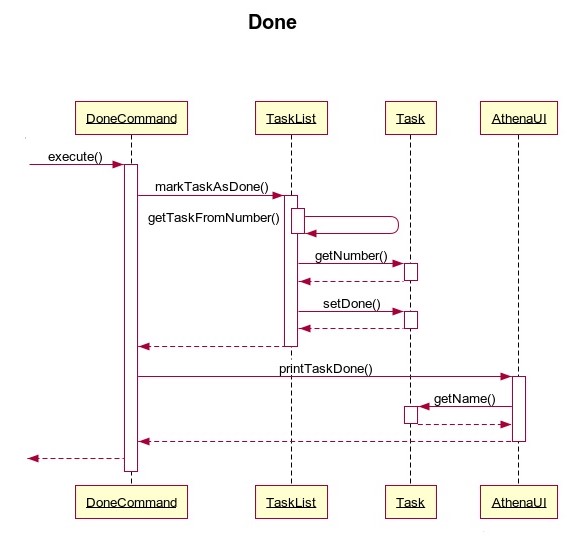 Done
DoneCommand
TaskList
Task
AthenaUI
execute()
markTaskAsDone()
getTaskFromNumber()
getNumber()
setDone()
printTaskDone()
getName()
DoneCommand
TaskList
Task
AthenaUI